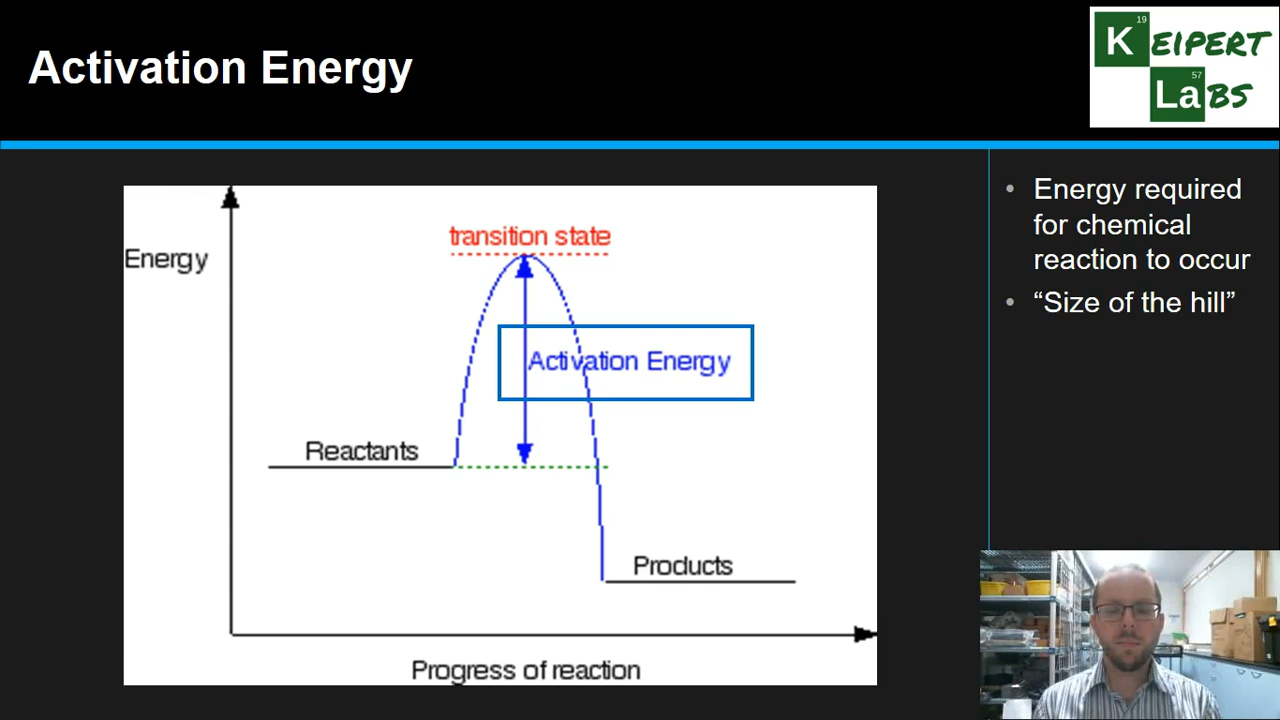 Activation Energy
19
K EIPERT
57
La BS
transition state
Energy
Activation Energy
Reactants
Products
Progress of reaction
• Energy required
for chemical
reaction to occur
• “Size of the hill”